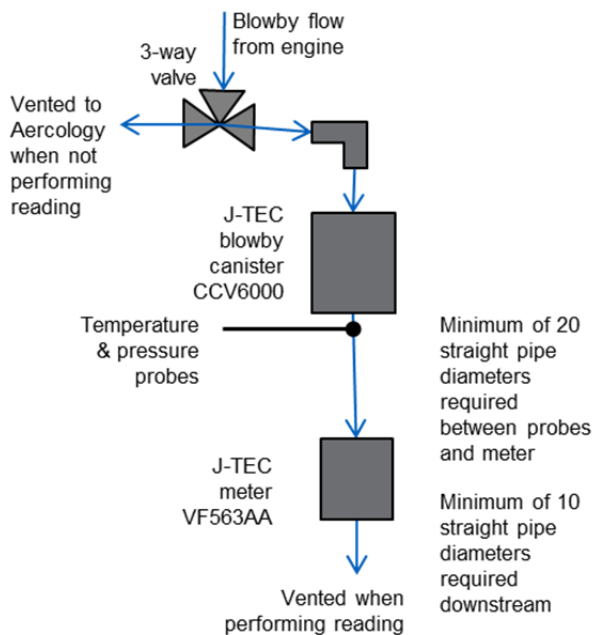 Blowby flow
from engine
3-way
valve
Vented to
Aercology
when not
performing
reading
J-TEC
blowby
canister
CCV6000
Temperature
& pressure
probes
Minimum of 20
straight pipe
diameters
required
between probes
and meter
J-TEC
meter
VF563AA
Minimum of 10
straight pipe
diameters
required
downstream
Vented when
performing reading